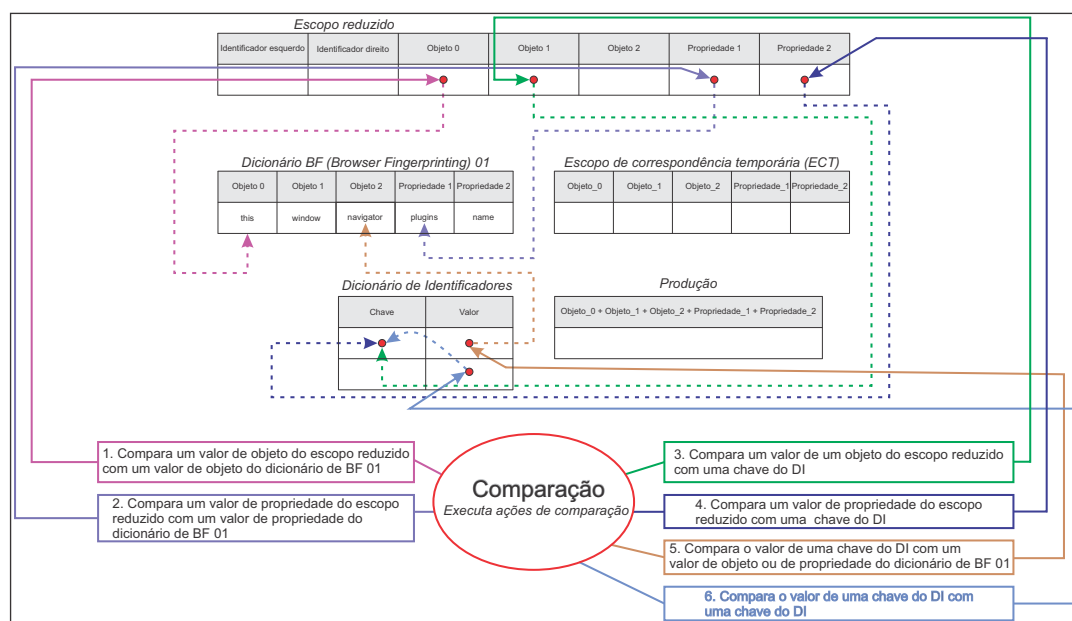 Escopo reduzido
Identificador esquerdo
Identificador direito
Objeto 0
Objeto 1
Objeto 2
Propriedade 1
Propriedade 2
Dicionário BF (Browser Fingerprinting) 01
Objeto 0
Objeto 1
Objeto 2
Propriedade 1
Propriedade 2
this
window
navigator
plugins
name
Escopo de correspondência temporária (ECT)
Objeto_0
Objeto_1
Objeto_2
Propriedade_1
Propriedade_2
Dicionário de Identificadores
Chave
Valor
Produção
Objeto_0 + Objeto_1 + Objeto_2 + Propriedade_1 + Propriedade_2
1. Compara um valor de objeto do escopo reduzido
com um valor de objeto do dicionário de BF 01
2. Compara um valor de propriedade do escopo
reduzido com um valor de propriedade do
dicionário de BF 01
Comparação
Executa ações de comparação
3. Compara um valor de um objeto do escopo reduzido
com uma chave do DI
4. Compara um valor de propriedade do escopo
reduzido com uma chave do DI
5. Compara o valor de uma chave do DI com um
valor de objeto ou de propriedade do dicionário de BF 01
6. Compara o valor de uma chave do DI com
uma chave do DI